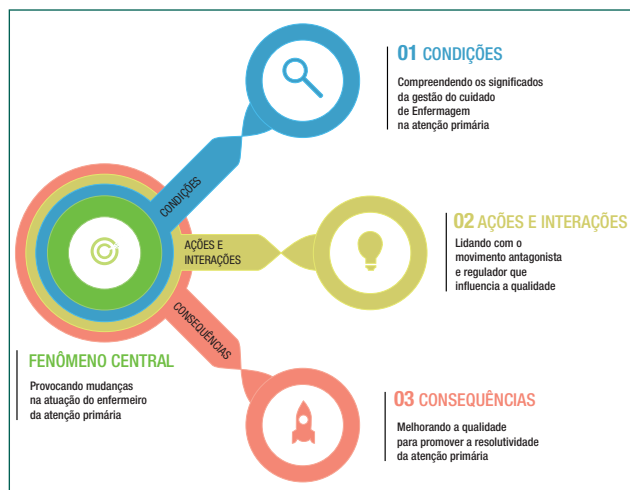 01 CONDIÇÕES
Compreendendo os significados
da gestão do cuidado
de Enfermagem
na atenção primária
CONDIÇÕES
02 AÇÕES E INTERAÇÕES
Lidando com o
movimento antagonista
e regulador que
influencia a qualidade
AÇÕES E
INTERAÇÕES
CONSEQUÊNCIAS
FENÔMENO CENTRAL
Provocando mudanças
na atuação do enfermeiro
da atenção primária
03 CONSEQUÊNCIAS
Melhorando a qualidade
para promover a resolutividade
da atenção primária